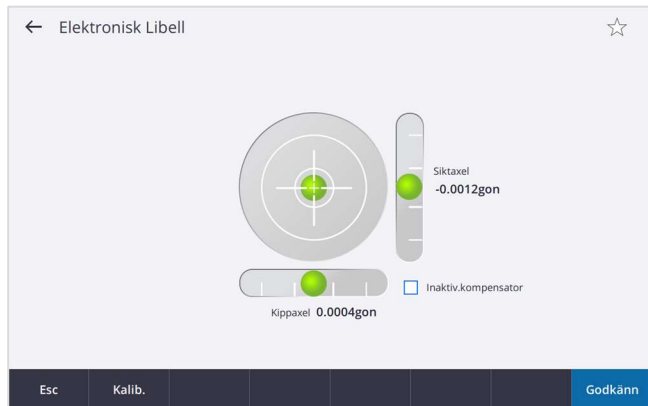 Elektronisk Libell
Siktaxel
-0.0012gon
Inaktiv.kompensator
Kippaxel 0.0004gon
Esc Kalib. Godkänn